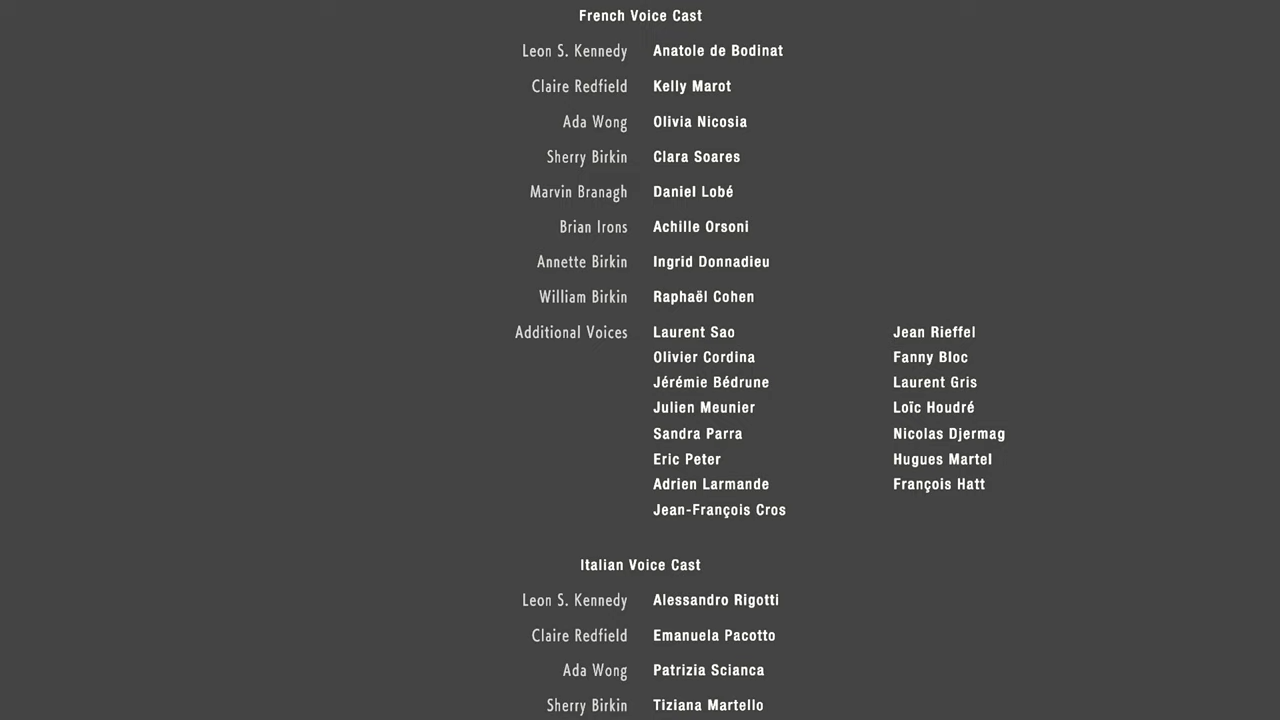 French Voice Cast
Leon S. Kennedy Anatole de Bodinat
Claire Redfield Kelly Marot
Ada Wong Olivia Nicosia
Sherry Birkin Clara Soares
Marvin Branagh Daniel Lobé
Brian Irons Achille Orsoni
Annette Birkin Ingrid Donnadieu
William Birkin Raphaël Cohen
Additional Voices Laurent Sao Jean Rieffel
Olivier Cordina Fanny Bloc
Jérémie Bédrune Laurent Gris
Julien Meunier Loïc Houdré
Sandra Parra Nicolas Djermag
Eric Peter Hugues Martel
Adrien Larmande François Hatt
Jean-François Cros
Italian Voice Cast
Leon S. Kennedy Alessandro Rigotti
Claire Redfield Emanuela Pacotto
Ada Wong Patrizia Scianca
Sherry Birkin Tiziana Martello